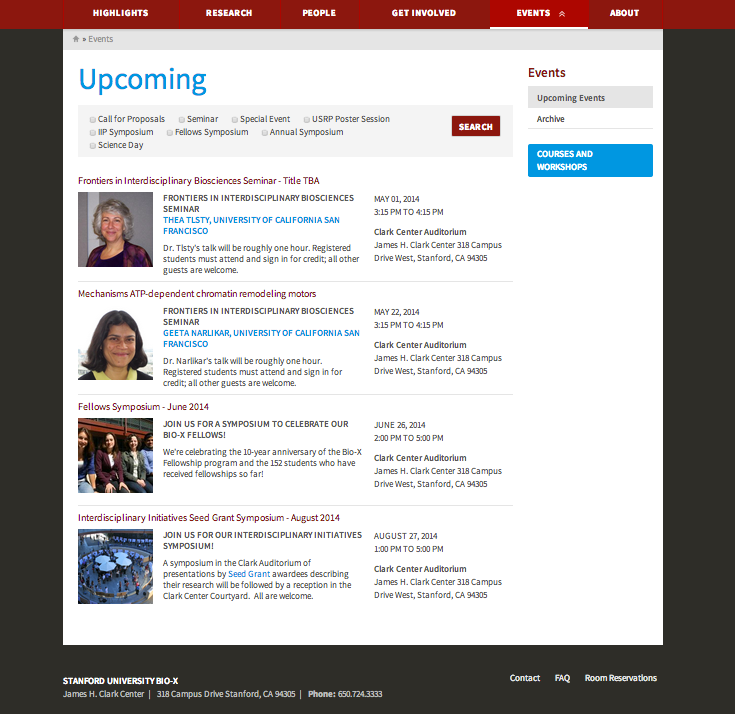 HIGHLIGHTS RESEARCH PEOPLE GET INVOLVED EVENTS ABOUT
» Events
Upcoming
Call for Proposals Seminar Special Event USRP Poster Session
IIP Symposium Fellows Symposium Annual Symposium
Science Day
SEARCH
Frontiers in Interdisciplinary Biosciences Seminar - Title TBA
FRONTIERS IN INTERDISCIPLINARY BIOSCIENCES
SEMINAR
THEA TLSTY, UNIVERSITY OF CALIFORNIA SAN
FRANCISCO
Dr. Tlsty's talk will be roughly one hour. Registered
students must attend and sign in for credit; all other
guests are welcome.
MAY 01, 2014
3:15 PM TO 4:15 PM
Clark Center Auditorium
James H. Clark Center 318 Campus
Drive West, Stanford, CA 94305
Mechanisms ATP-dependent chromatin remodeling motors
FRONTIERS IN INTERDISCIPLINARY BIOSCIENCES
SEMINAR
GEETA NARLIKAR, UNIVERSITY OF CALIFORNIA SAN
FRANCISCO
Dr. Narlikar's talk will be roughly one hour.
Registered students must attend and sign in for
credit; all other guests are welcome.
MAY 22, 2014
3:15 PM TO 4:15 PM
Clark Center Auditorium
James H. Clark Center 318 Campus
Drive West, Stanford, CA 94305
Fellows Symposium - June 2014
JOIN US FOR A SYMPOSIUM TO CELEBRATE OUR
BIO-X FELLOWS!
We're celebrating the 10-year anniversary of the Bio-X
Fellowship program and the 152 students who have
received fellowships so far!
JUNE 26, 2014
2:00 PM TO 5:00 PM
Clark Center Auditorium
James H. Clark Center 318 Campus
Drive West, Stanford, CA 94305
Interdisciplinary Initiatives Seed Grant Symposium - August 2014
JOIN US FOR OUR INTERDISCIPLINARY INITIATIVES
SYMPOSIUM!
A symposium in the Clark Auditorium of
presentations by Seed Grant awardees describing
their research will be followed by a reception in the
Clark Center Courtyard. All are welcome.
AUGUST 27, 2014
1:00 PM TO 5:00 PM
Clark Center Auditorium
James H. Clark Center 318 Campus
Drive West, Stanford, CA 94305
Events
Upcoming Events
Archive
COURSES AND
WORKSHOPS
STANFORD UNIVERSITY BIO-X
James H. Clark Center | 318 Campus Drive Stanford, CA 94305 | Phone: 650.724.3333
Contact FAQ Room Reservations